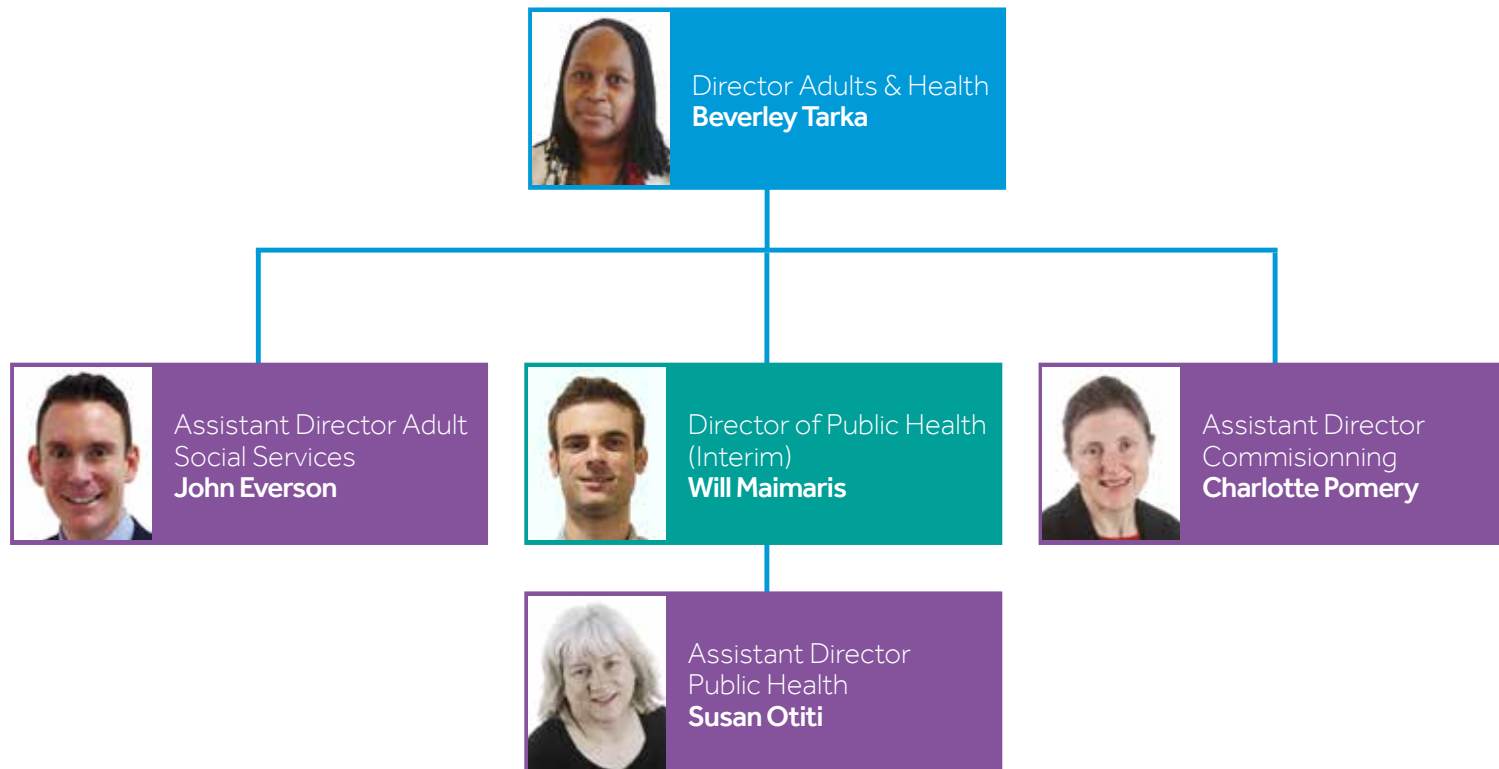 Director Adults & Health
Beverley Tarka
Assistant Director Adult
Social Services
John Everson
Director of Public Health
(Interim)
Will Maimaris
Assistant Director
Commisionning
Charlotte Pomery
Assistant Director
Public Health
Susan Otiti